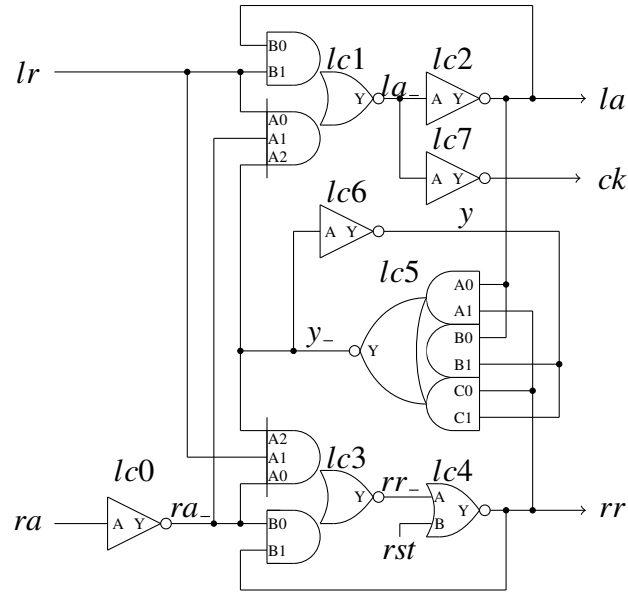 B0
lc1
lc2
lr
B1
la_
Y
A Y
la
A0
lc7
A1
A2
A Y
ck
lc6
y
A Y
lc5
A0
A1
y_
B0
Y
B1
C0
C1
A2
A1
lc3
A0
lc0
lc4
Y
rr_
A
ra
A Y
ra_
B0
Y
rr
B
B1
rst